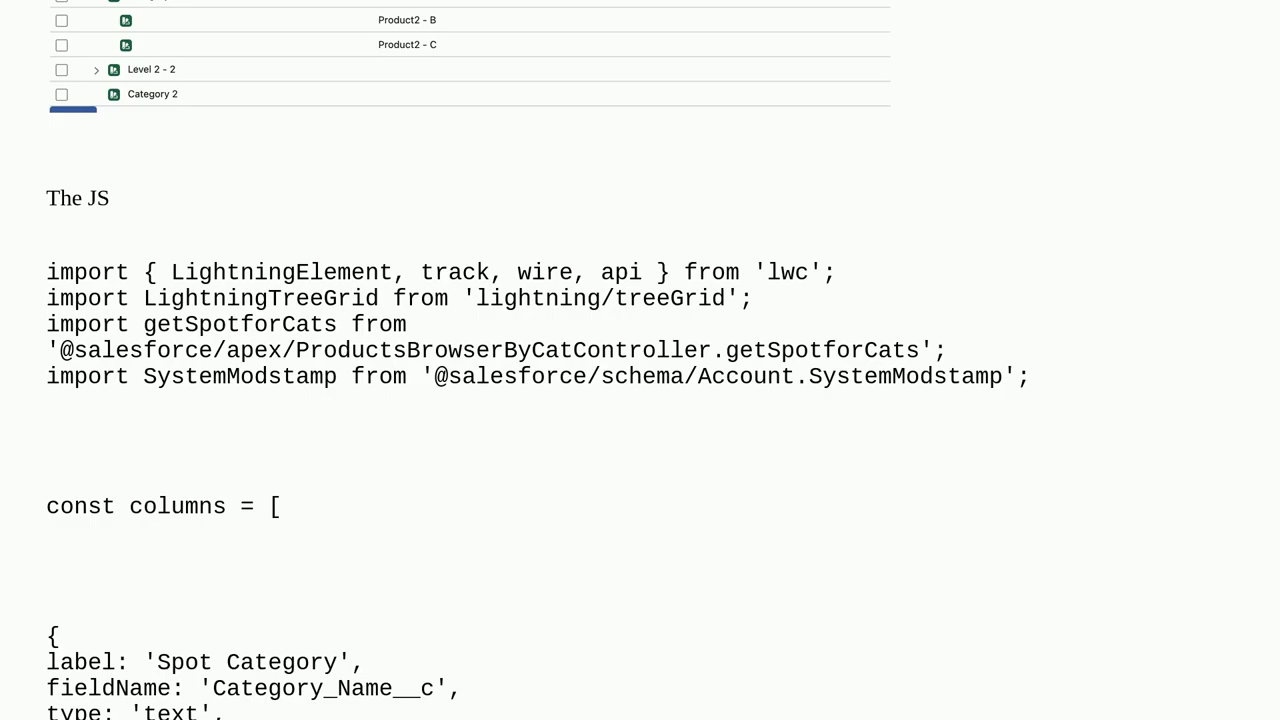 Product2 - B
Product2 - C
Level 2 - 2
Category 2
The JS
import { LightningElement, track, wire, api } from 'lwc';
import LightningTreeGrid from 'lightning/treeGrid';
import getSpotforCats from
'@salesforce/apex/ProductsBrowserByCatController.getSpotforCats';
import SystemModstamp from '@salesforce/schema/Account.SystemModstamp';
const columns = [
{
label: 'Spot Category',
fieldName: 'Category_Name__c',
type: 'text',